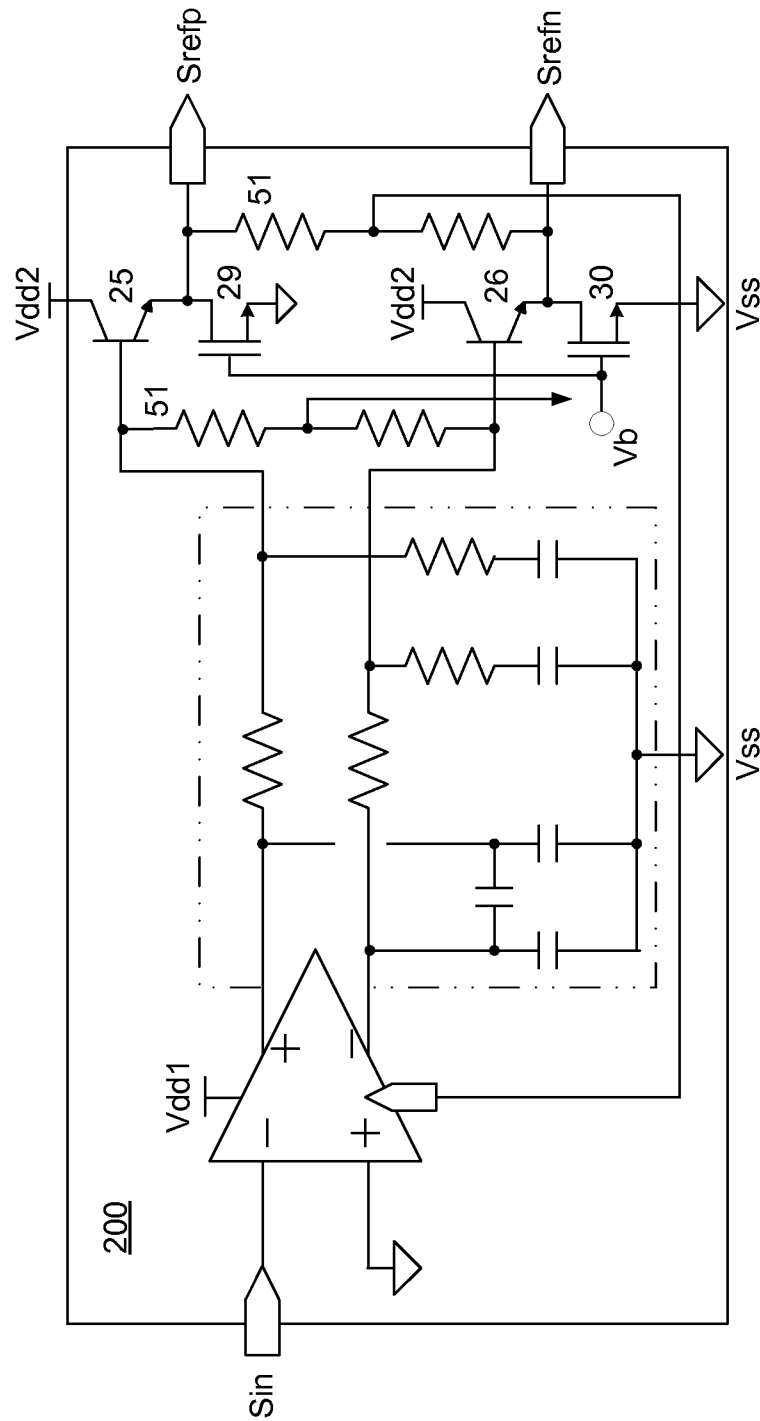 200
Sin
Vdd1
−
+
+
−
Vss
51
Vb
Vdd2
25
29
Vdd2
26
30
Vss
51
Srefp
Srefn